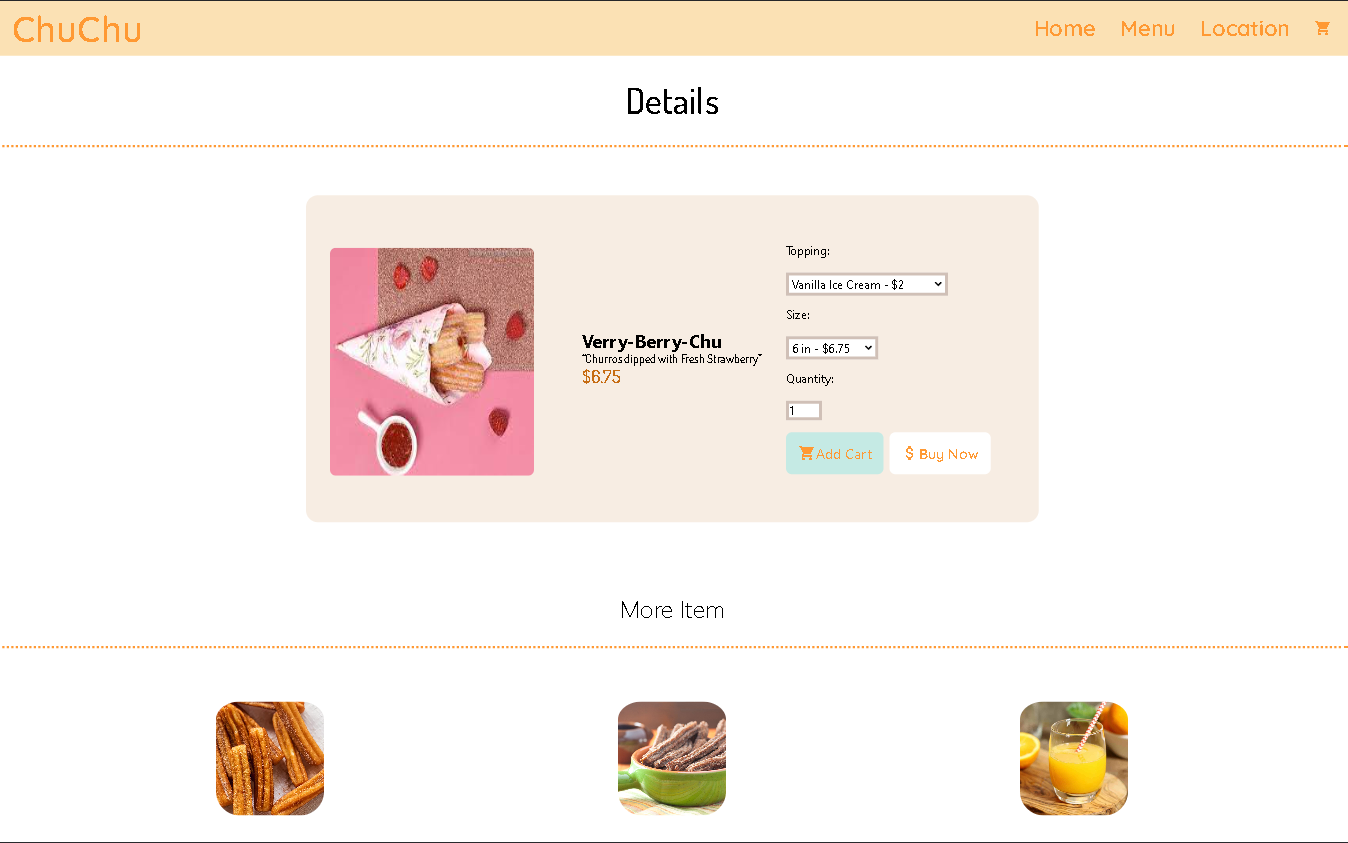 ChuChu
Home Menu Location
Details
Topping:
Vanilla Ice Cream - $2
Size:
6 in - $6.75
Verry-Berry-Chu
"Churros dipped with Fresh Strawberry"
$6.75
Quantity:
1
Add Cart
$ Buy Now
More Item